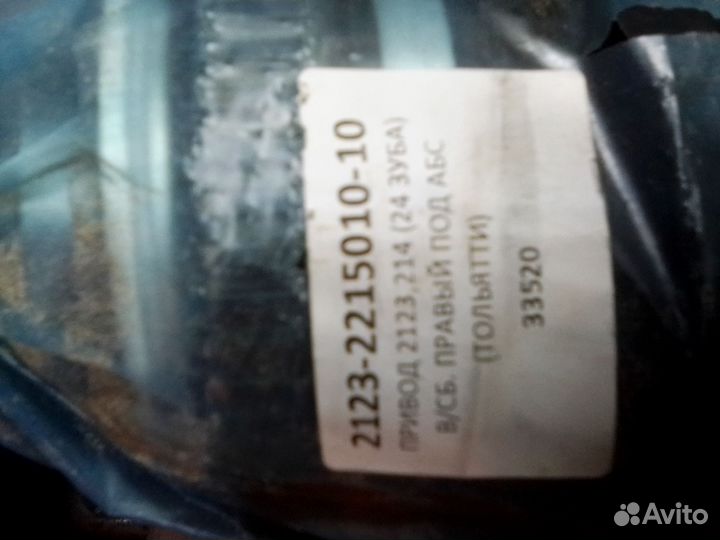 2123-2215010-10
ПРИВОД 2123,214 (24 ЗУБА)
В/СБ. ПРАВЫЙ ПОД АБС
(ТОЛЬЯТТИ)
33520
Avito